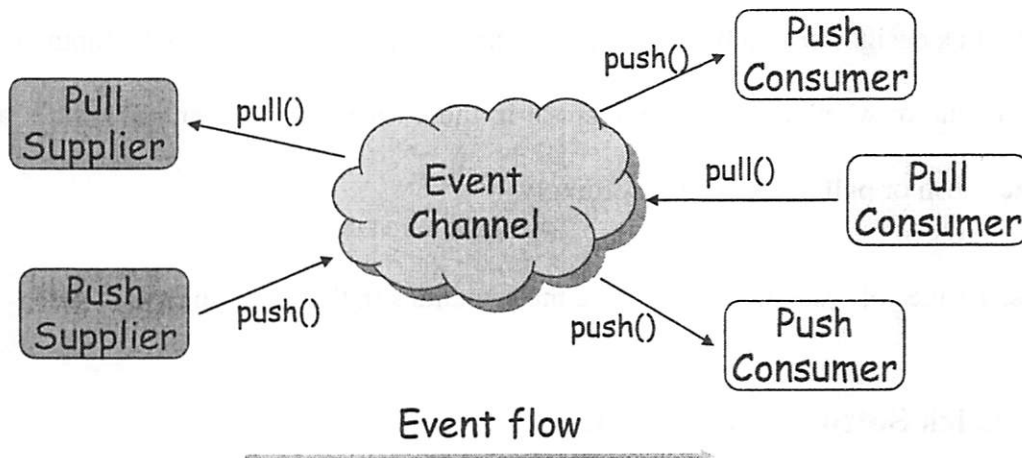 Push
Consumer
push()
Pull
Supplier
pull()
Event
Channel
pull()
Pull
Consumer
Push
Supplier
push()
push()
Push
Consumer
Event flow